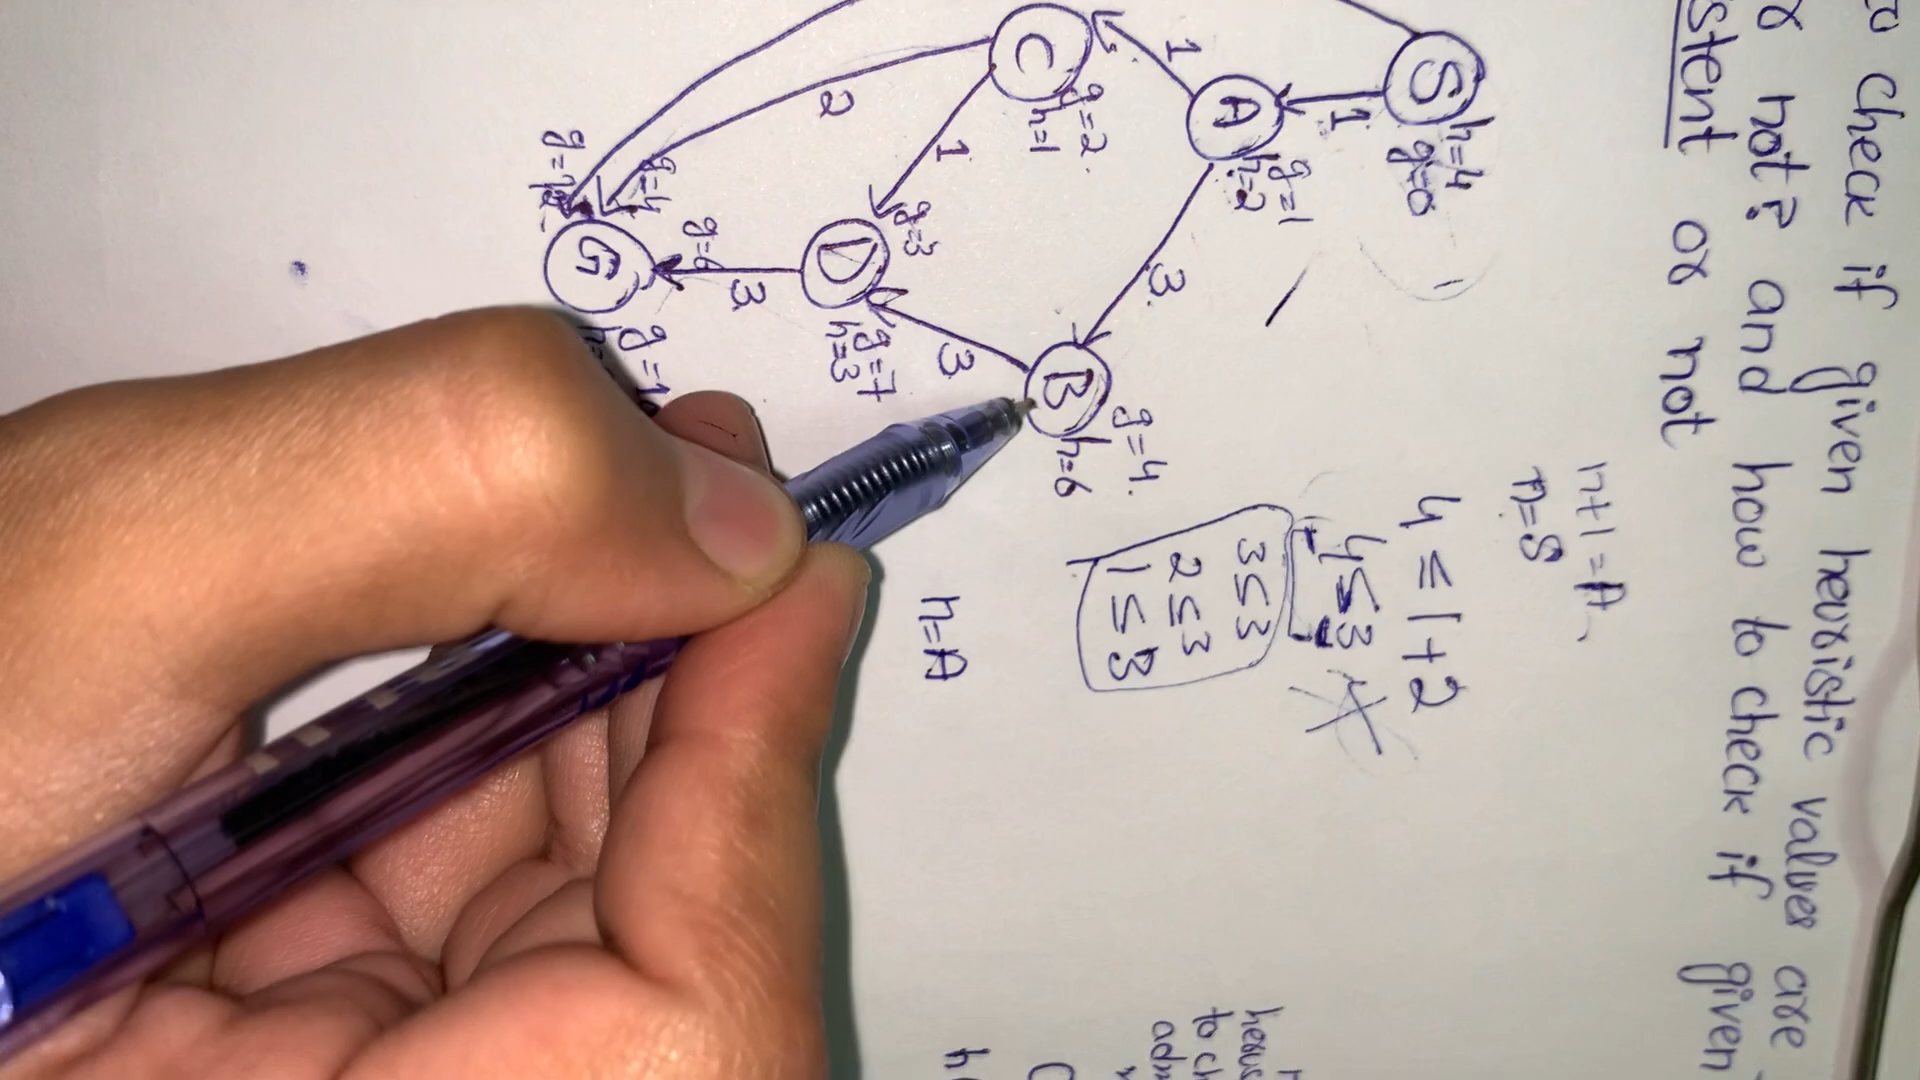 to check if given heuristic values are
or not? and how to check if given
istent or not
n+1=A
n=S
4 ≤ 1+2
4≤3
3≤3
2≤3
1≤3
n=A
S
h=4
g=0
1
A
g=1
h=2
1
C
g=2
h=1
3
B
g=4
h=6
2
1
3
D
g=3
g=7
h=3
3
g=6
g=4
G